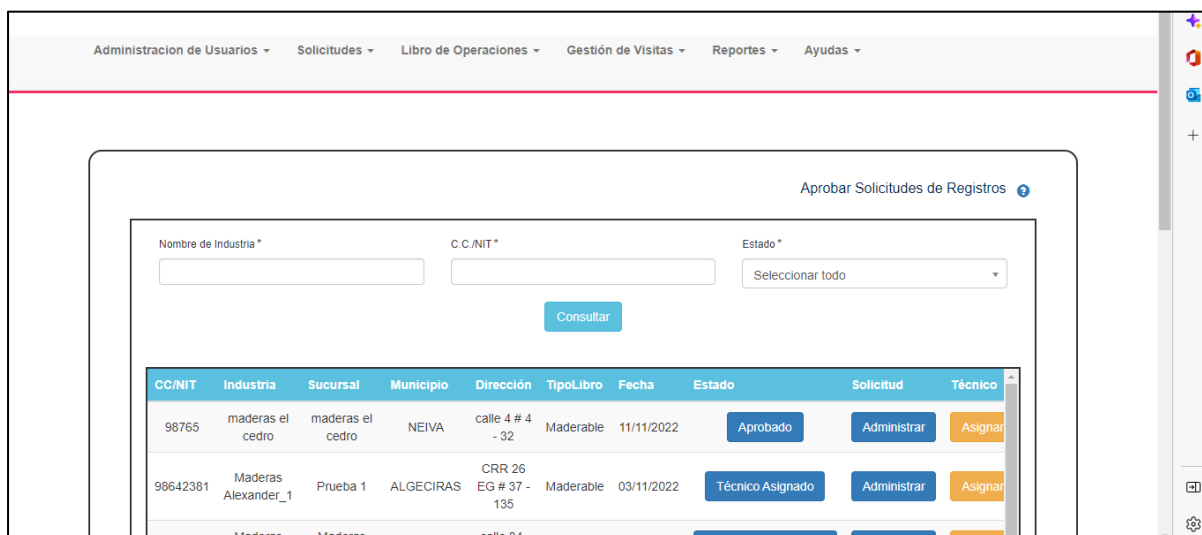 Administracion de Usuarios Solicitudes Libro de Operaciones Gestión de Visitas Reportes Ayudas
Aprobar Solicitudes de Registros
Nombre de Industria * C.C./NIT * Estado *
Seleccionar todo
Consultar
CC/NIT Industria Sucursal Municipio Dirección TipoLibro Fecha Estado Solicitud Técnico
98765 maderas el cedro maderas el cedro NEIVA calle 4 # 4 - 32 Maderable 11/11/2022 Aprobado Administrar Asignar
98642381 Maderas Alexander_1 Prueba 1 ALGECIRAS CRR 26 EG # 37 - 135 Maderable 03/11/2022 Técnico Asignado Administrar Asignar